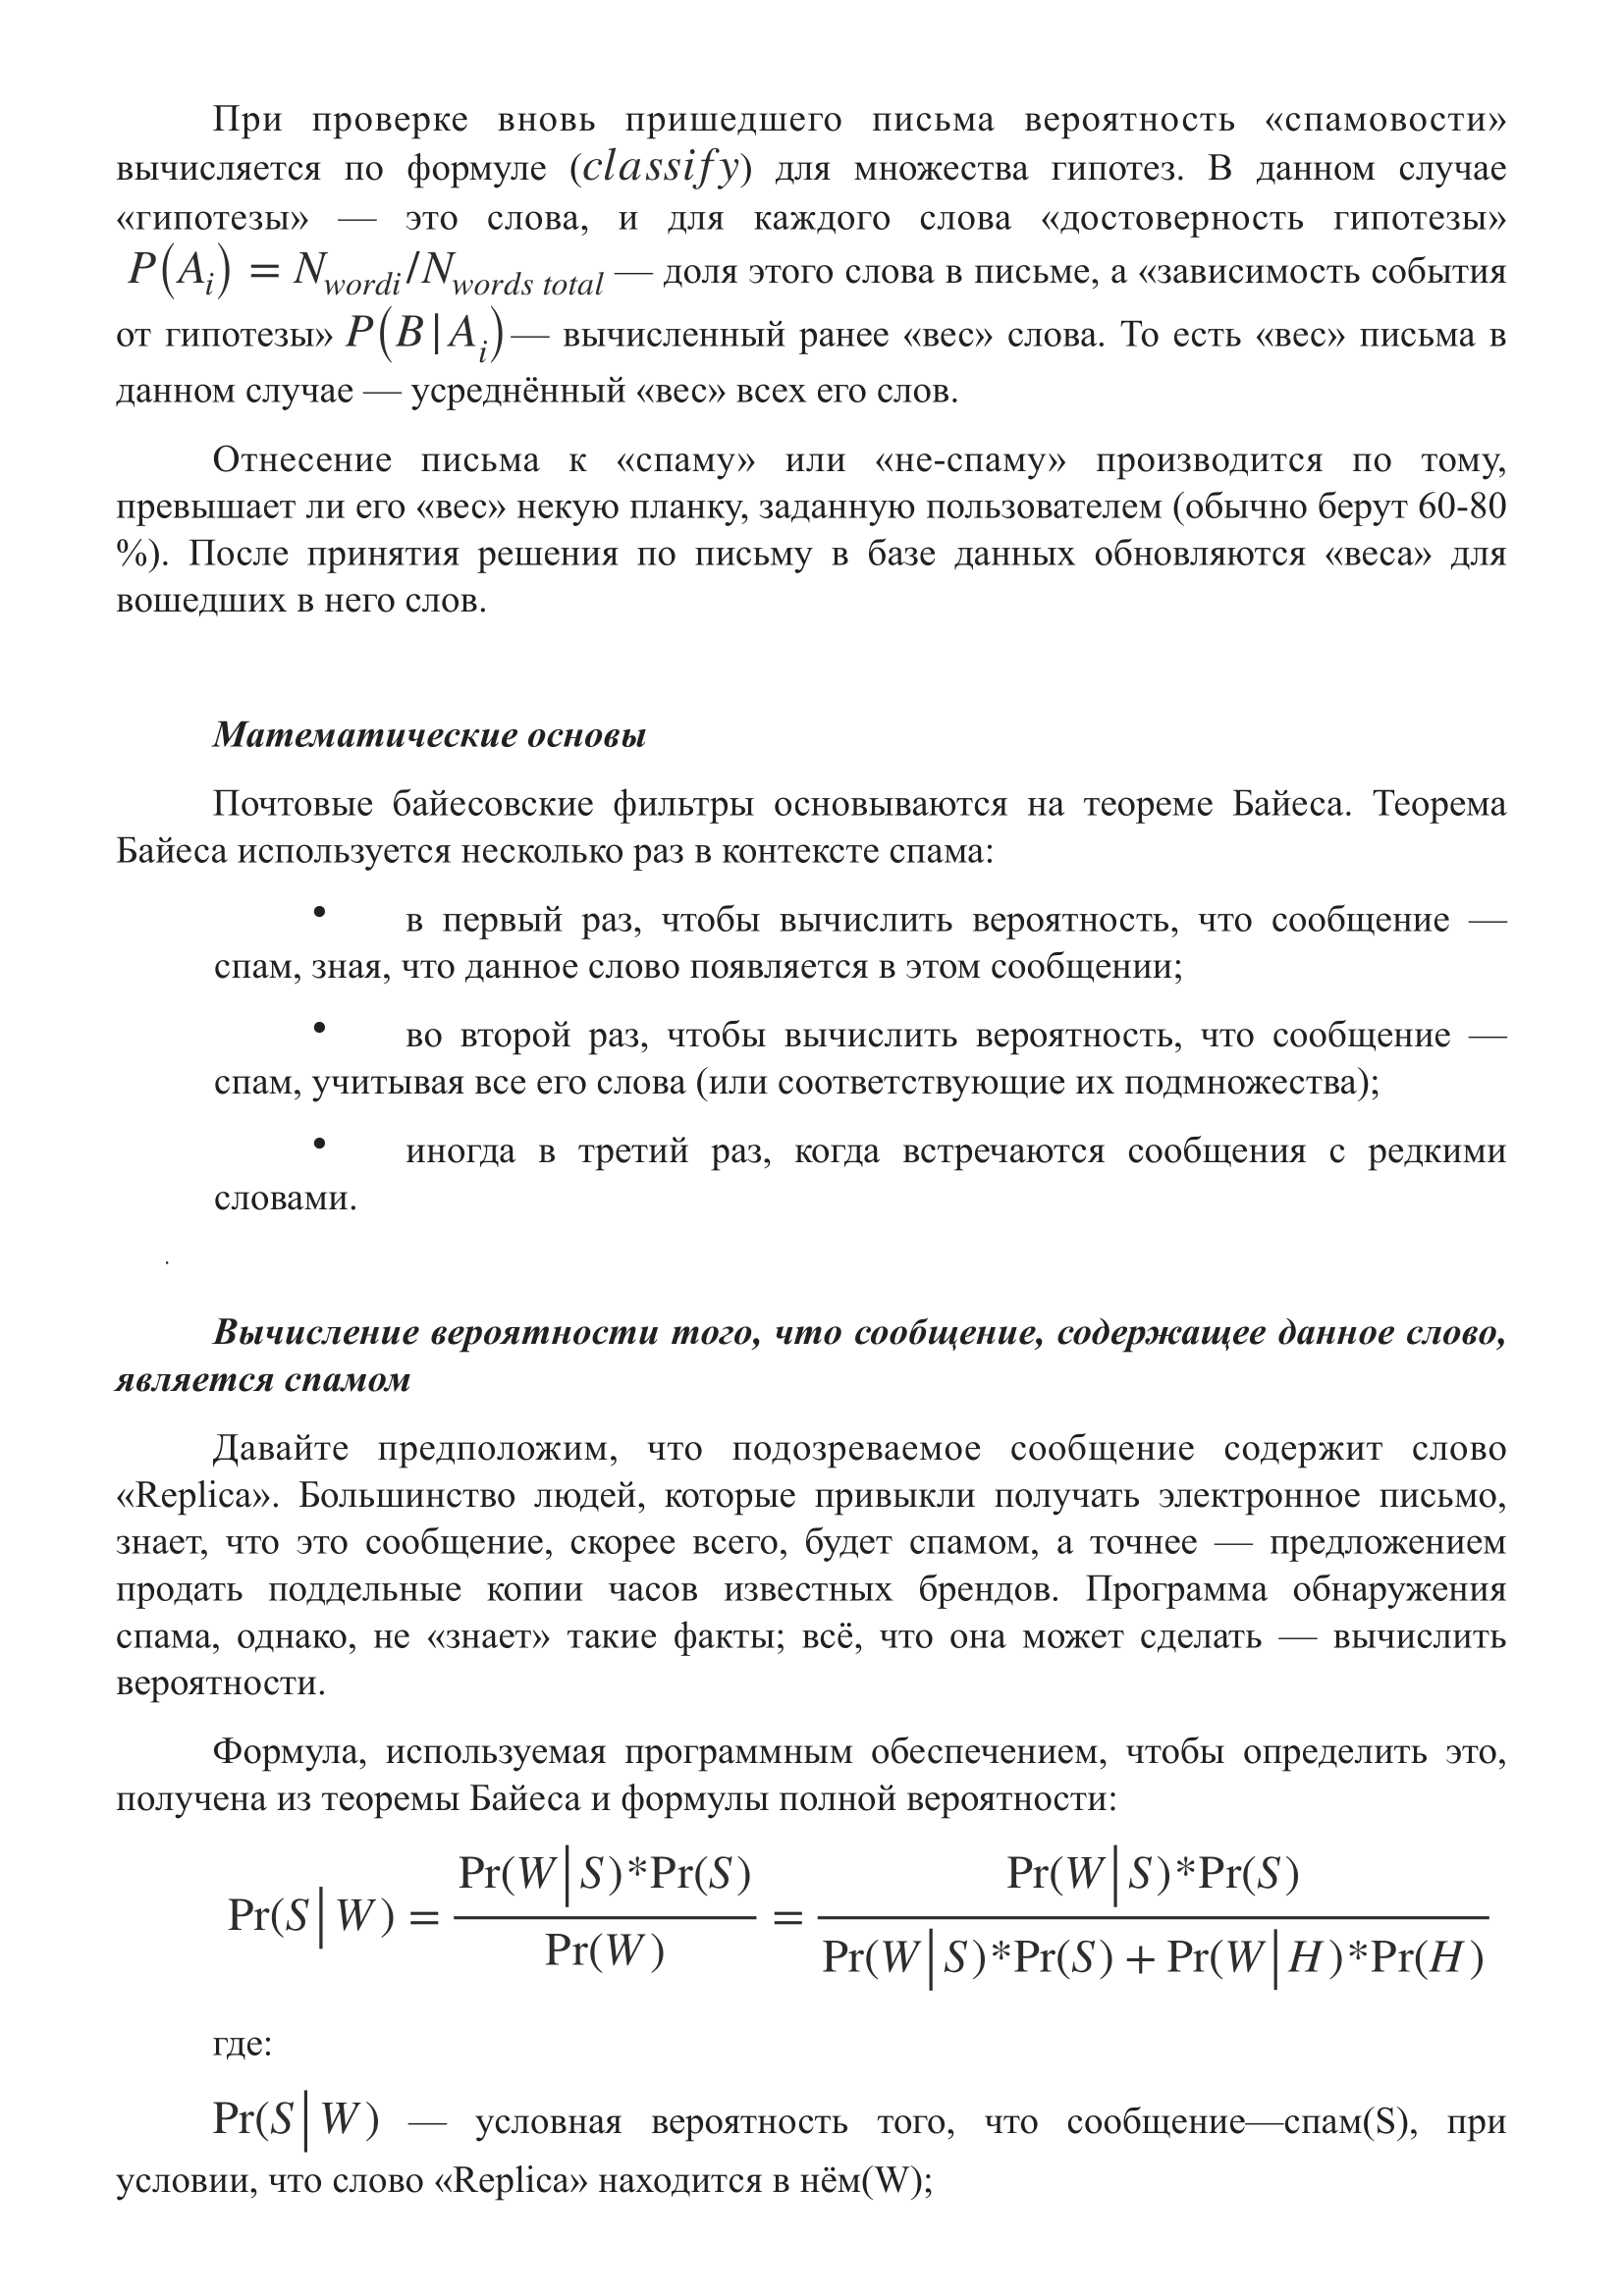 При проверке вновь пришедшего письма вероятность «спамовости»
вычисляется по формуле (classify) для множества гипотез. В данном случае
«гипотезы» — это слова, и для каждого слова «достоверность гипотезы»
P(A_i) = N_{wordi}/N_{words total} — доля этого слова в письме, а «зависимость события
от гипотезы» P(B|A_i)— вычисленный ранее «вес» слова. То есть «вес» письма в
данном случае — усреднённый «вес» всех его слов.
Отнесение письма к «спаму» или «не-спаму» производится по тому,
превышает ли его «вес» некую планку, заданную пользователем (обычно берут 60-80
%). После принятия решения по письму в базе данных обновляются «веса» для
вошедших в него слов.
Математические основы
Почтовые байесовские фильтры основываются на теореме Байеса. Теорема
Байеса используется несколько раз в контексте спама:
• в первый раз, чтобы вычислить вероятность, что сообщение —
спам, зная, что данное слово появляется в этом сообщении;
• во второй раз, чтобы вычислить вероятность, что сообщение —
спам, учитывая все его слова (или соответствующие их подмножества);
• иногда в третий раз, когда встречаются сообщения с редкими
словами.
.
Вычисление вероятности того, что сообщение, содержащее данное слово,
является спамом
Давайте предположим, что подозреваемое сообщение содержит слово
«Replica». Большинство людей, которые привыкли получать электронное письмо,
знает, что это сообщение, скорее всего, будет спамом, а точнее — предложением
продать поддельные копии часов известных брендов. Программа обнаружения
спама, однако, не «знает» такие факты; всё, что она может сделать — вычислить
вероятности.
Формула, используемая программным обеспечением, чтобы определить это,
получена из теоремы Байеса и формулы полной вероятности:
Pr(S|W) = \frac{Pr(W|S)*Pr(S)}{Pr(W)} = \frac{Pr(W|S)*Pr(S)}{Pr(W|S)*Pr(S) + Pr(W|H)*Pr(H)}
где:
Pr(S|W) — условная вероятность того, что сообщение—спам(S), при
условии, что слово «Replica» находится в нём(W);